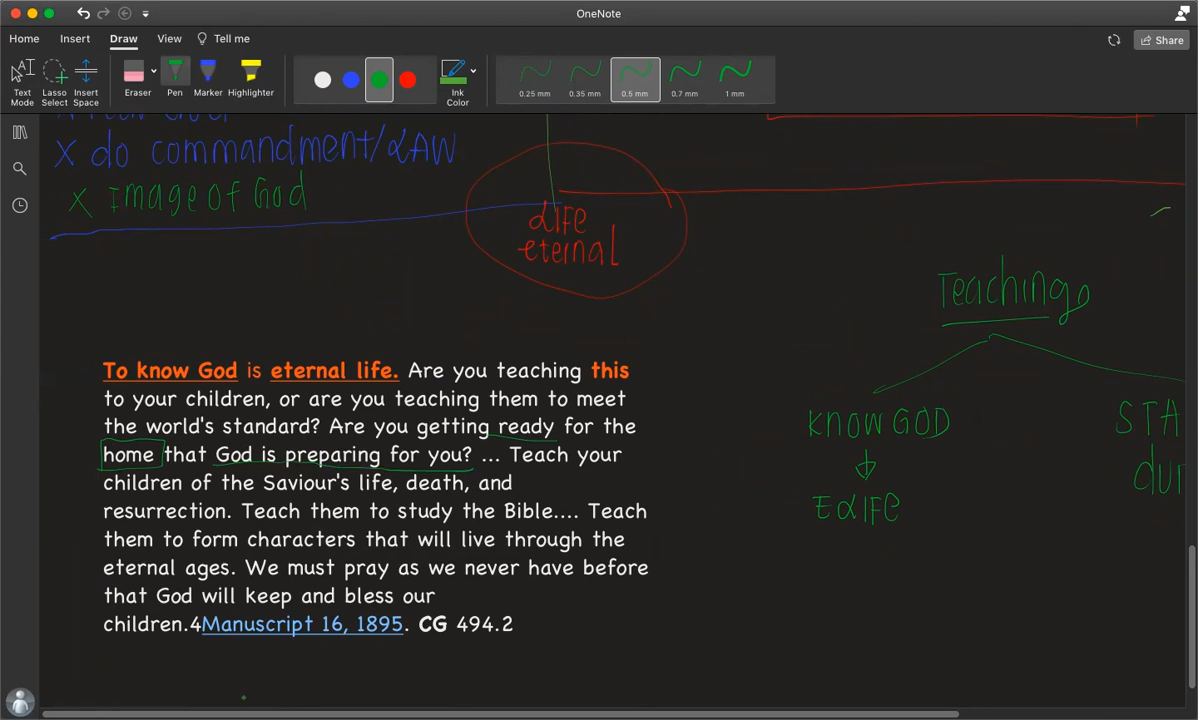 OneNote
Home Insert Draw View Tell me
Share
Text Mode
Lasso Select
Insert Space
Eraser
Pen
Marker
Highlighter
Ink Color
0.25 mm
0.35 mm
0.5 mm
0.7 mm
1 mm
X do commandment/LAW
X Image of God
LIFE
eternal
Teaching
KNOW GOD
STA
dur
ELIFE
To know God is eternal life. Are you teaching this
to your children, or are you teaching them to meet
the world's standard? Are you getting ready for the
home that God is preparing for you? ... Teach your
children of the Saviour's life, death, and
resurrection. Teach them to study the Bible.... Teach
them to form characters that will live through the
eternal ages. We must pray as we never have before
that God will keep and bless our
children.4Manuscript 16, 1895. CG 494.2